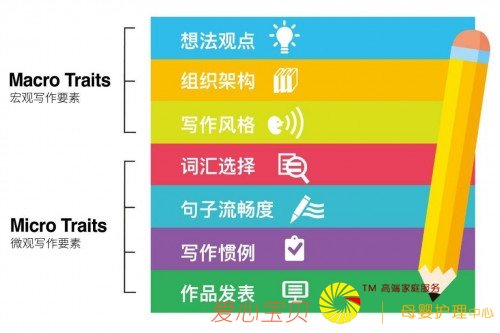 Macro Traits
宏观写作要素
想法观点
组织架构
写作风格
Micro Traits
微观写作要素
词汇选择
句子流畅度
写作惯例
作品发表
爱心宝贝
TM 高端家庭服务
母婴护理中心